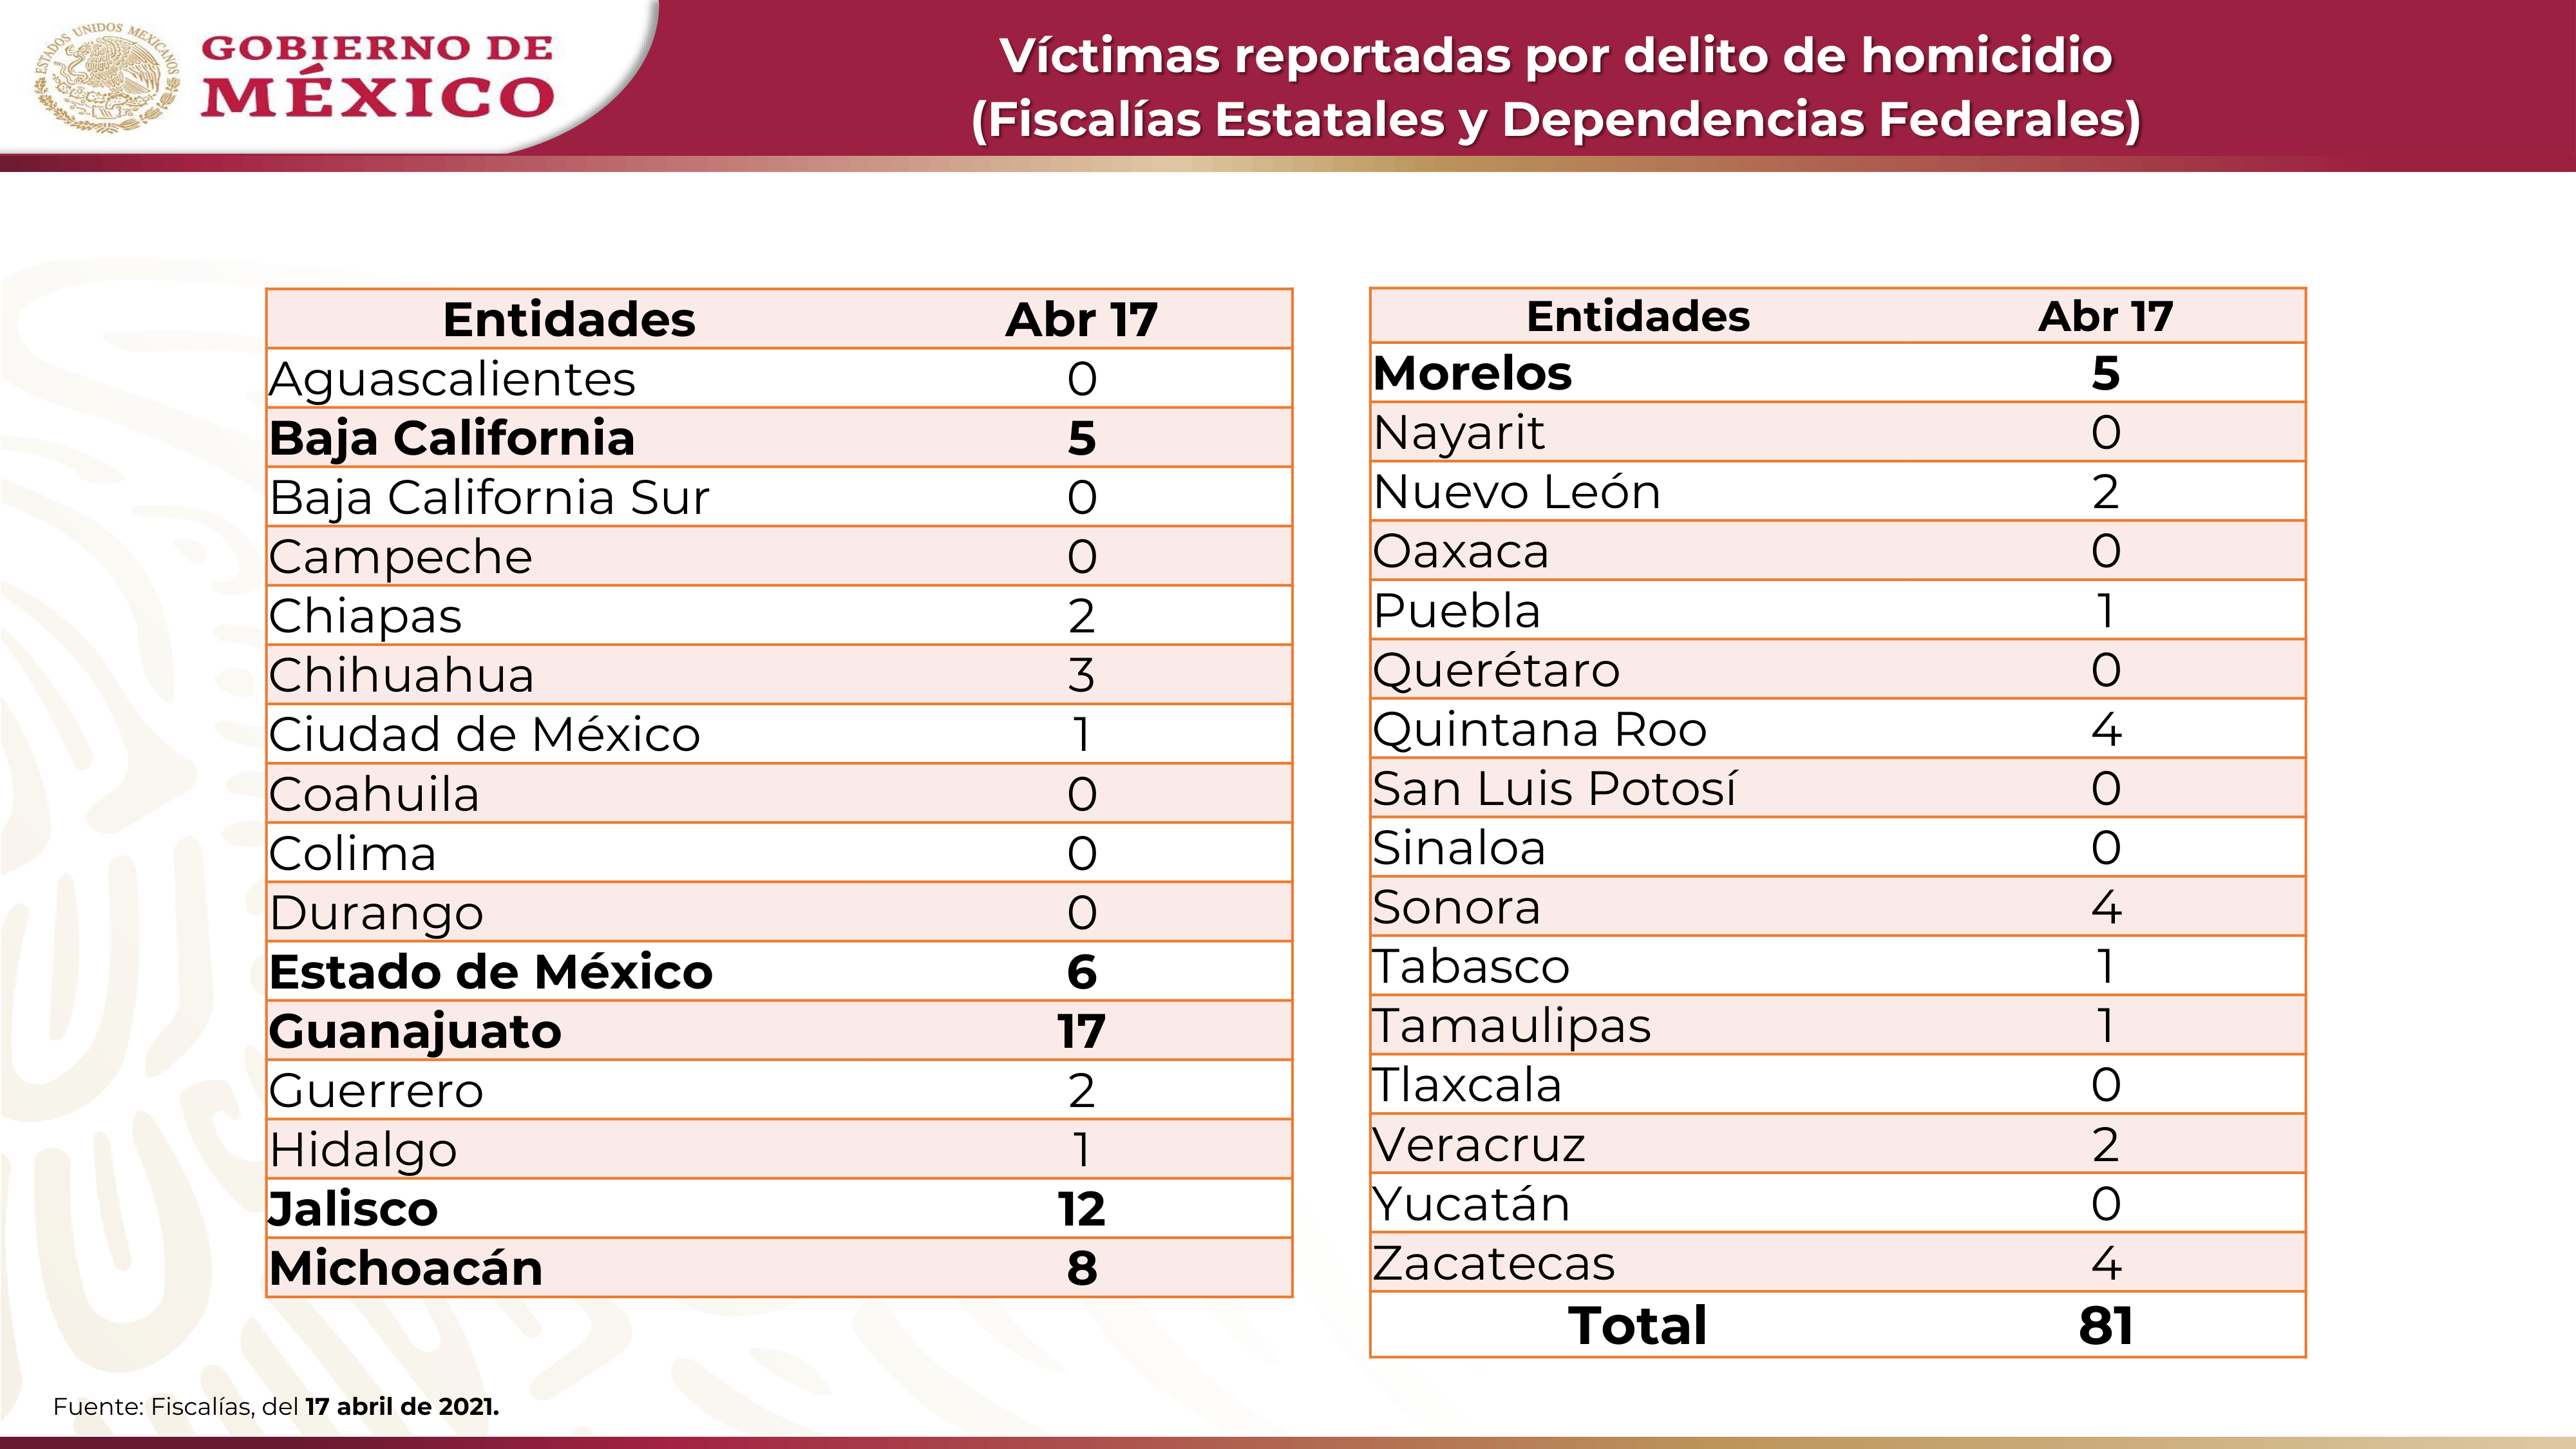 ESTADOS UNIDOS MEXICANOS
GOBIERNO DE
MÉXICO
Víctimas reportadas por delito de homicidio
(Fiscalías Estatales y Dependencias Federales)
Entidades Abr 17
Aguascalientes 0
Baja California 5
Baja California Sur 0
Campeche 0
Chiapas 2
Chihuahua 3
Ciudad de México 1
Coahuila 0
Colima 0
Durango 0
Estado de México 6
Guanajuato 17
Guerrero 2
Hidalgo 1
Jalisco 12
Michoacán 8
Entidades Abr 17
Morelos 5
Nayarit 0
Nuevo León 2
Oaxaca 0
Puebla 1
Querétaro 0
Quintana Roo 4
San Luis Potosí 0
Sinaloa 0
Sonora 4
Tabasco 1
Tamaulipas 1
Tlaxcala 0
Veracruz 2
Yucatán 0
Zacatecas 4
Total 81
Fuente: Fiscalías, del 17 abril de 2021.